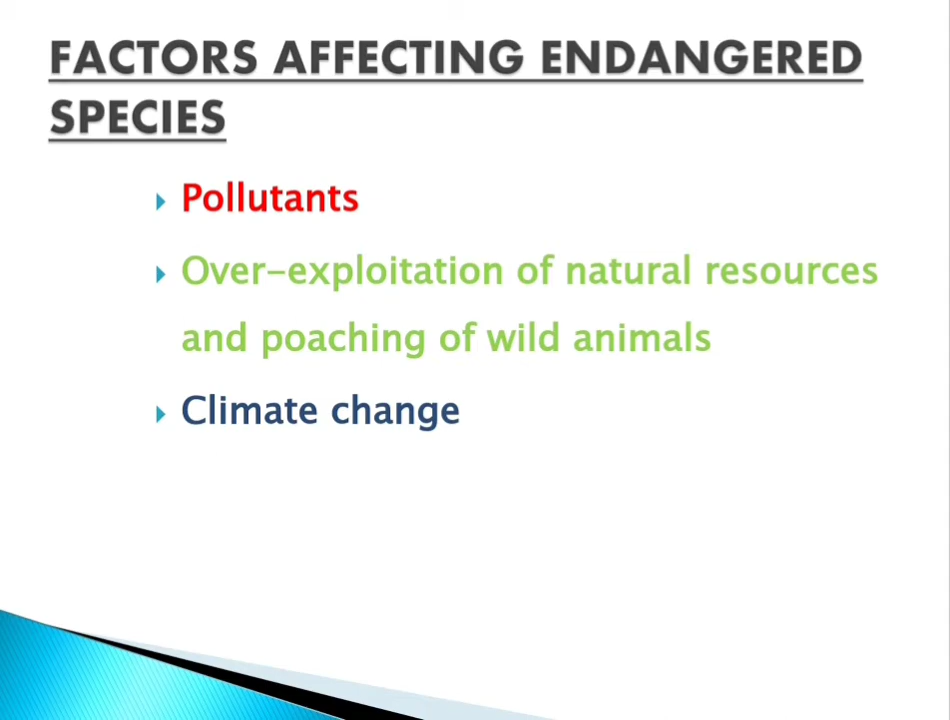 FACTORS AFFECTING ENDANGERED
SPECIES
Pollutants
Over-exploitation of natural resources
and poaching of wild animals
Climate change